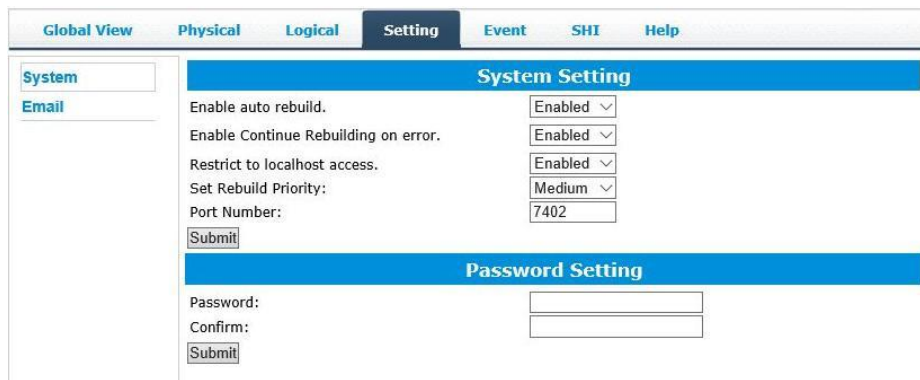 Global View Physical Logical Setting Event SHI Help
System
Email
System Setting
Enable auto rebuild. Enabled
Enable Continue Rebuilding on error. Enabled
Restrict to localhost access. Enabled
Set Rebuild Priority: Medium
Port Number: 7402
Submit
Password Setting
Password:
Confirm:
Submit